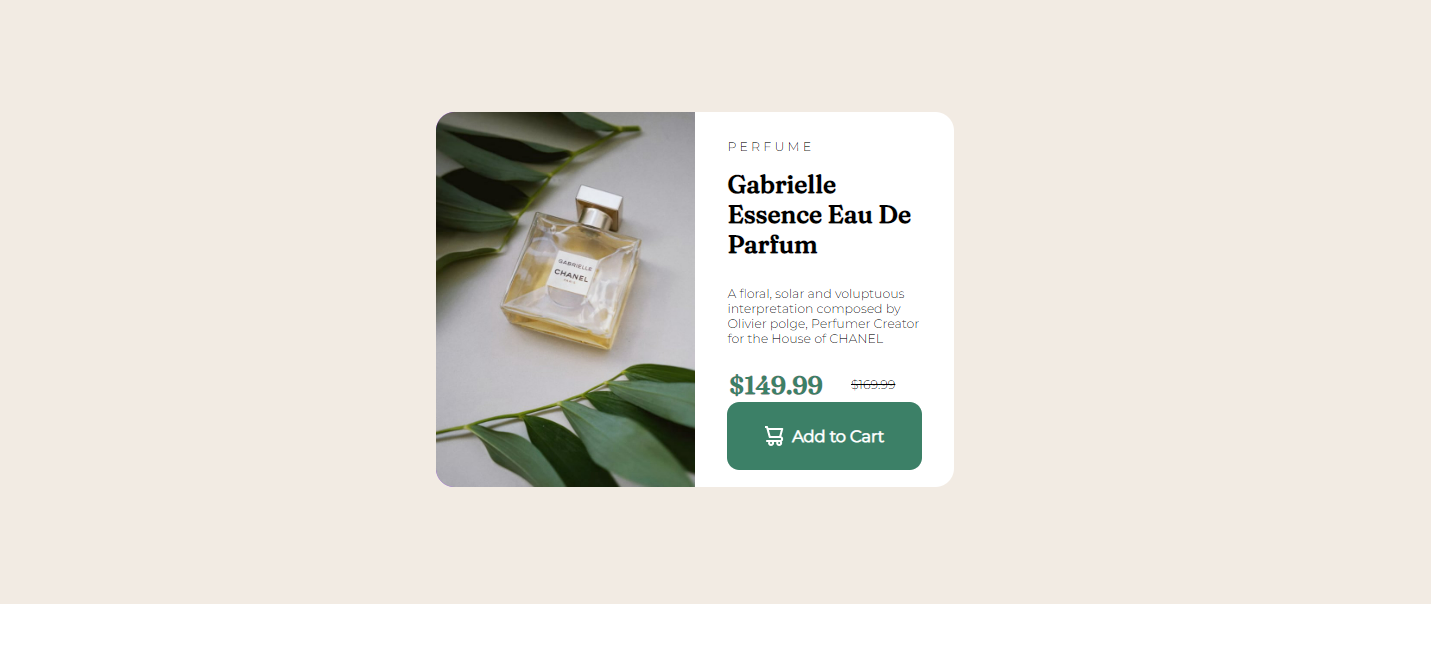 PERFUME
Gabrielle
Essence Eau De
Parfum
A floral, solar and voluptuous
interpretation composed by
Olivier polge, Perfumer Creator
for the House of CHANEL
$149.99 $169.99
Add to Cart
GABRIELLE
CHANEL
PARIS